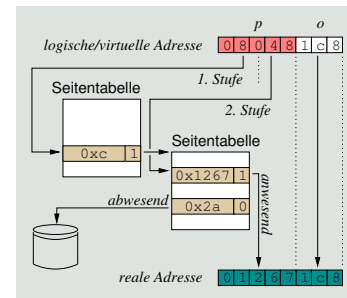 p o
logische/virtuelle Adresse 0 8 0 4 8 1 c 8
1. Stufe
2. Stufe
Seitentabelle
0xc 1
Seitentabelle
0x1267 1
abwesend
0x2a 0
anwesend
reale Adresse 0 1 2 6 7 1 c 8